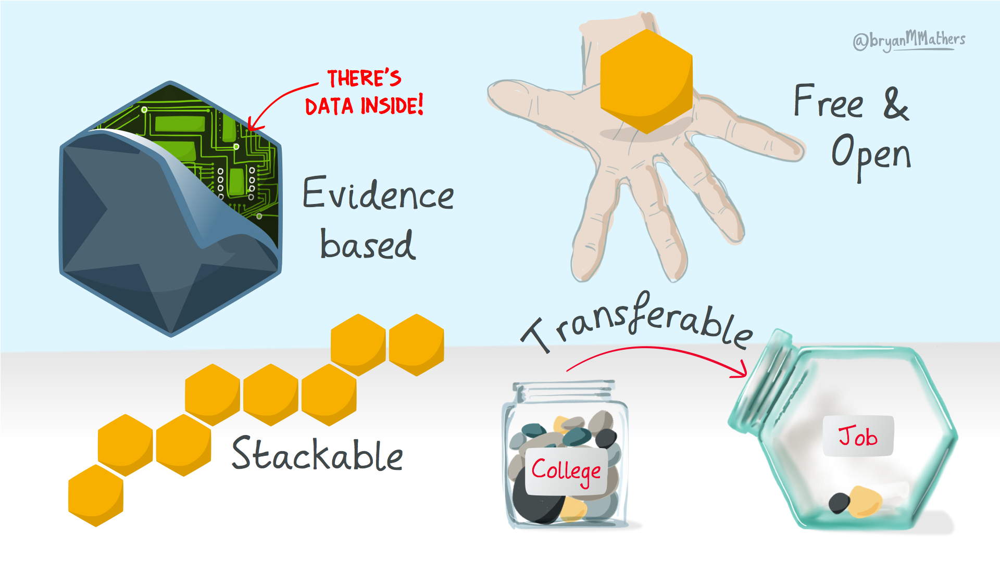 @bryanMMathers
THERE'S
DATA INSIDE!
Evidence
based
Free &
Open
Stackable
Transferable
College
Job